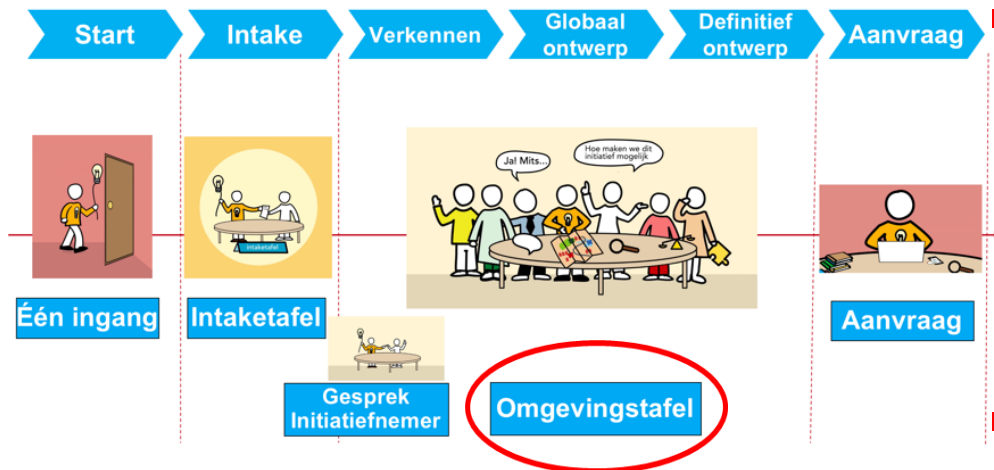 Start
Intake
Verkennen
Globaal
ontwerp
Definitief
ontwerp
Aanvraag
Ja! Mits...
Hoe maken we dit
initiatief mogelijk
Intaketafel
Één ingang
Intaketafel
Aanvraag
Gesprek
Initiatiefnemer
Omgevingstafel